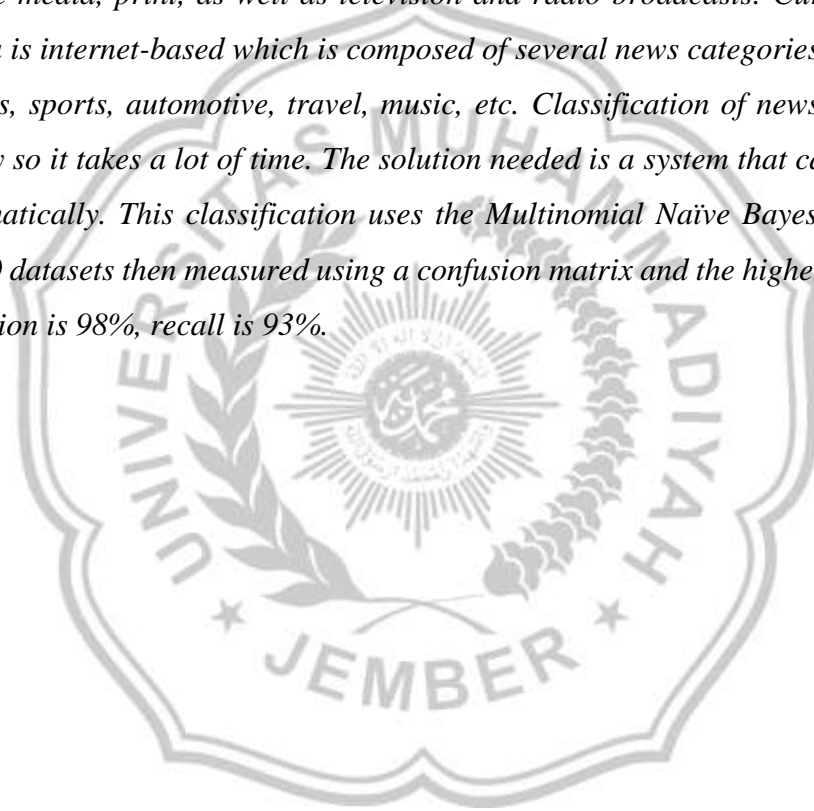 media, print, as well as television and radio broadcasts.
is internet-based which is composed of several news categories
sports, automotive, travel, music, etc. Classification of news
so it takes a lot of time. The solution needed is a system that
This classification uses the Multinomial Naïve Bayes
datasets then measured using a confusion matrix and the
is 98%, recall is 93%.
UNIVERSITAS MUHAMMADIYAH
JEMBER